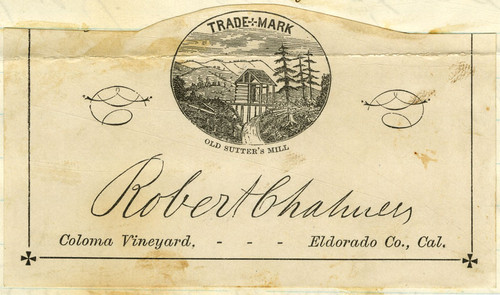 TRADE-MARK
OLD SUTTER'S MILL
Robert Chalmers
Coloma Vineyard, - - - Eldorado Co., Cal.